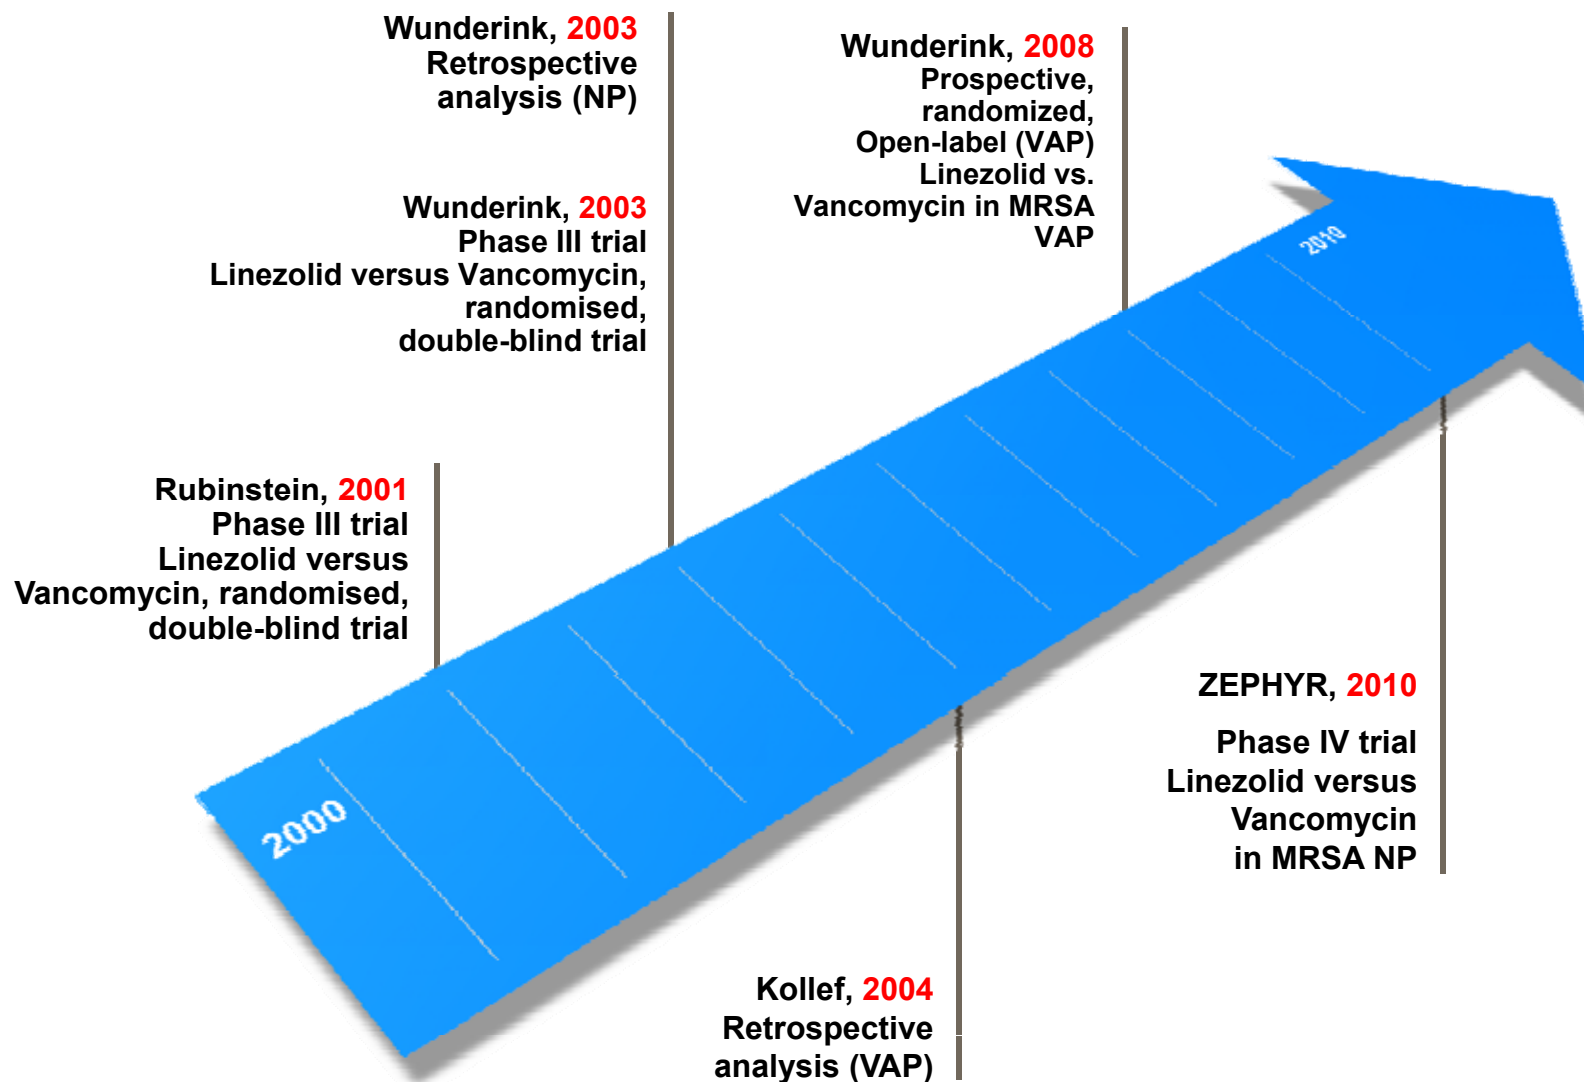 Wunderink, 2003
Retrospective
analysis (NP)
Wunderink, 2003
Phase III trial
Linezolid versus Vancomycin,
randomised,
double-blind trial
Wunderink, 2008
Prospective,
randomized,
Open-label (VAP)
Linezolid vs.
Vancomycin in MRSA
VAP
2010
Rubinstein, 2001
Phase III trial
Linezolid versus
Vancomycin, randomised,
double-blind trial
2000
ZEPHYR, 2010
Phase IV trial
Linezolid versus
Vancomycin
in MRSA NP
Kollef, 2004
Retrospective
analysis (VAP)